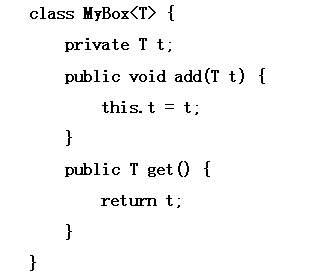 class MyBox<T> {
    private T t;
    public void add(T t) {
        this.t = t;
    }
    public T get() {
        return t;
    }
}